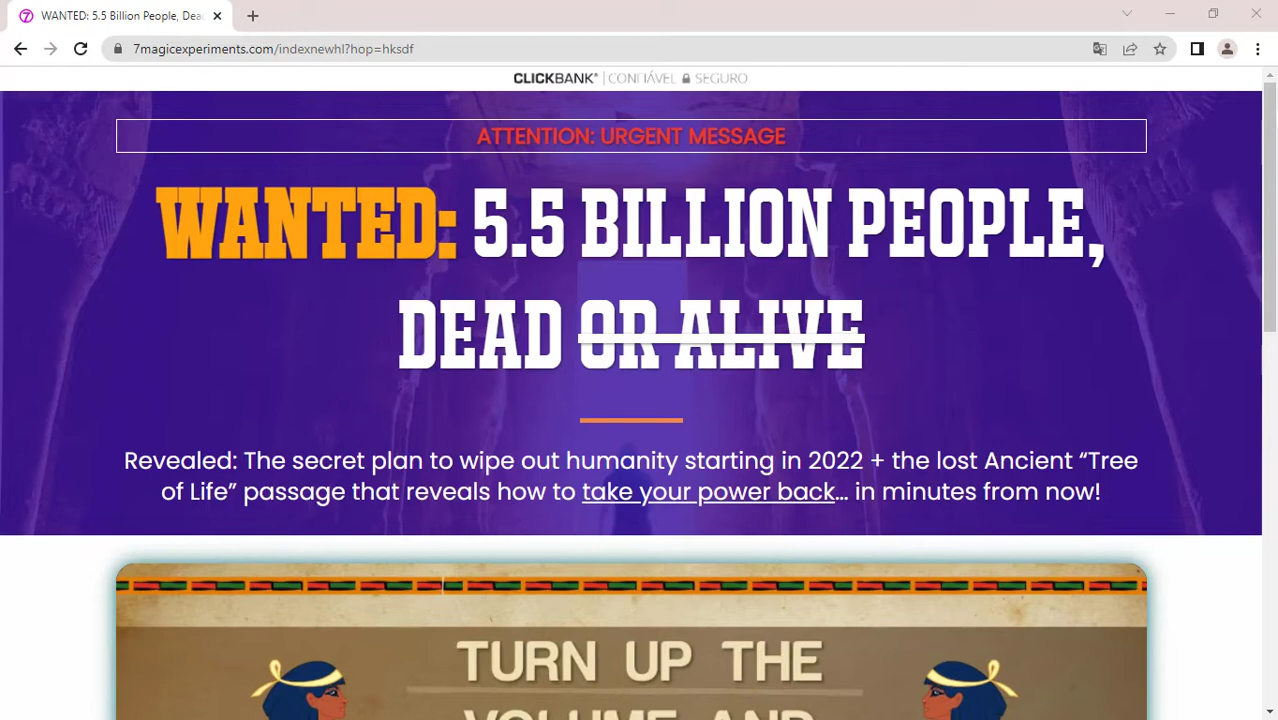 WANTED: 5.5 Billion People, Dea
7magicexperiments.com/indexnewhl?hop=hksdf
CLICKBANK® | CONFIÁVEL SEGURO
ATTENTION: URGENT MESSAGE
WANTED: 5.5 BILLION PEOPLE,
DEAD OR ALIVE
Revealed: The secret plan to wipe out humanity starting in 2022 + the lost Ancient “Tree
of Life” passage that reveals how to take your power back... in minutes from now!
TURN UP THE
VOLUME AND